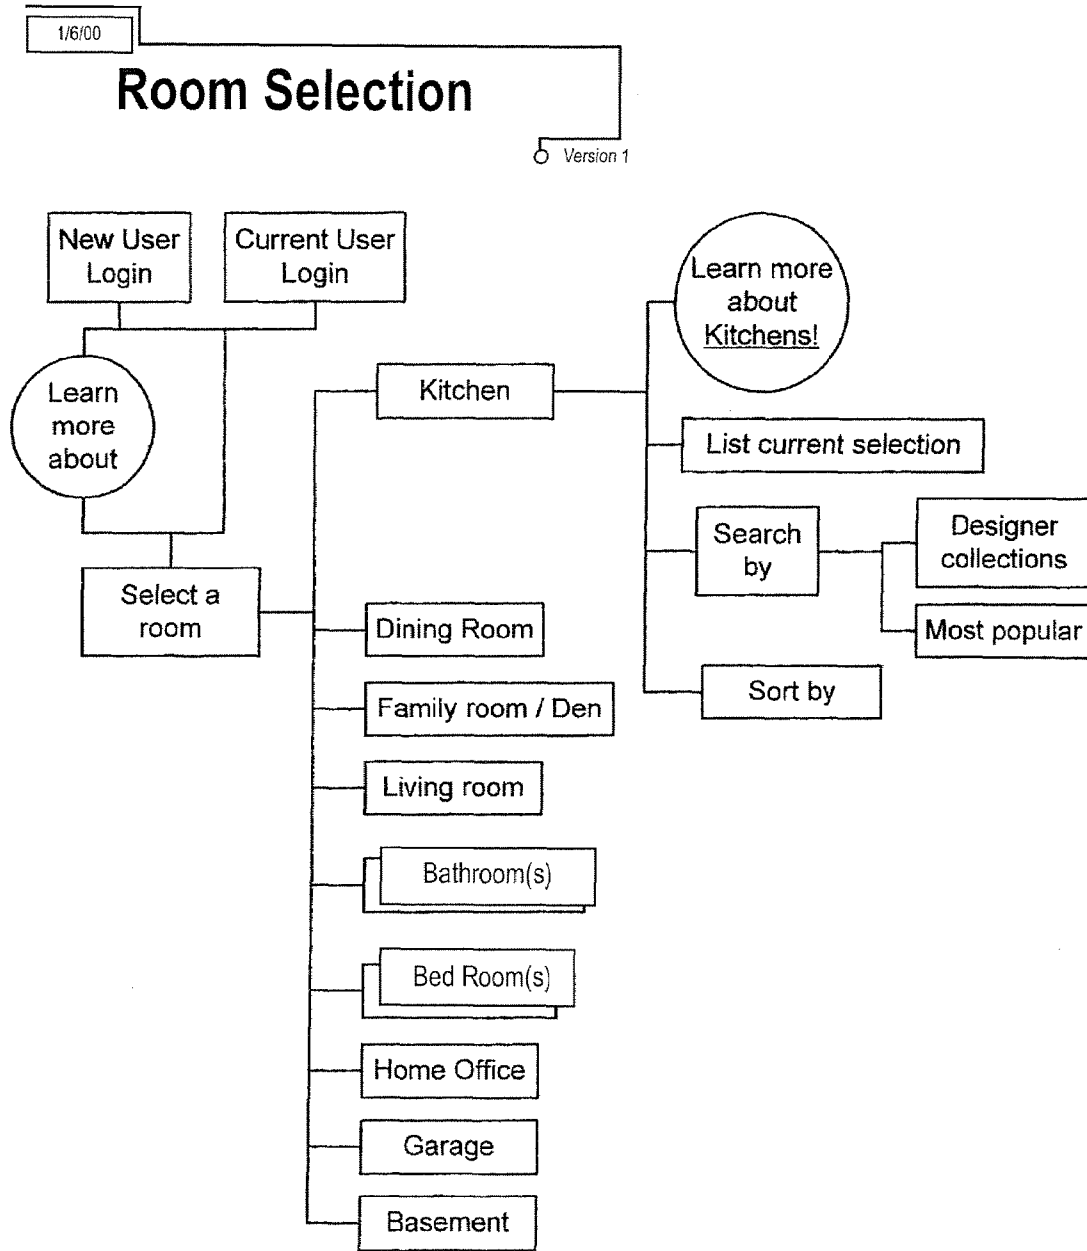 1/6/00
Room Selection
Version 1
New User
Login
Current User
Login
Learn
more
about
Select a
room
Kitchen
Dining Room
Family room / Den
Living room
Bathroom(s)
Bed Room(s)
Home Office
Garage
Basement
Learn more
about
Kitchens!
List current selection
Search
by
Designer
collections
Most popular
Sort by